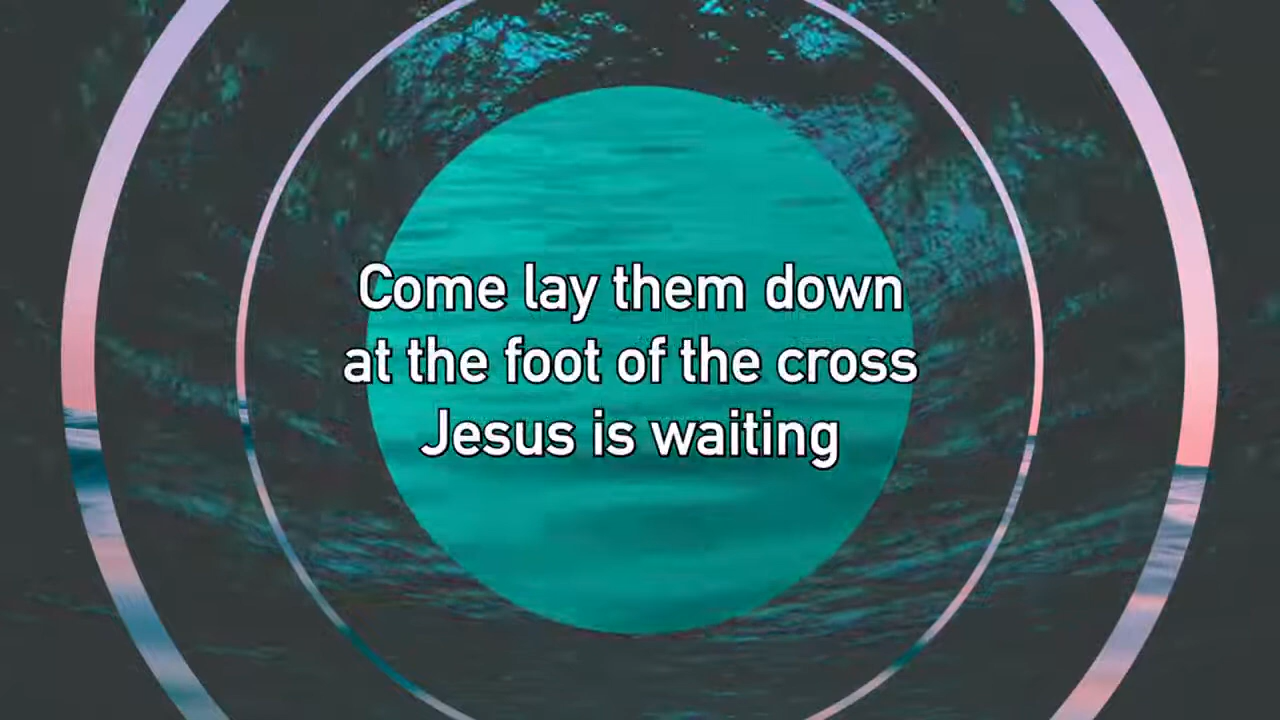 Come lay them down
at the foot of the cross
Jesus is waiting